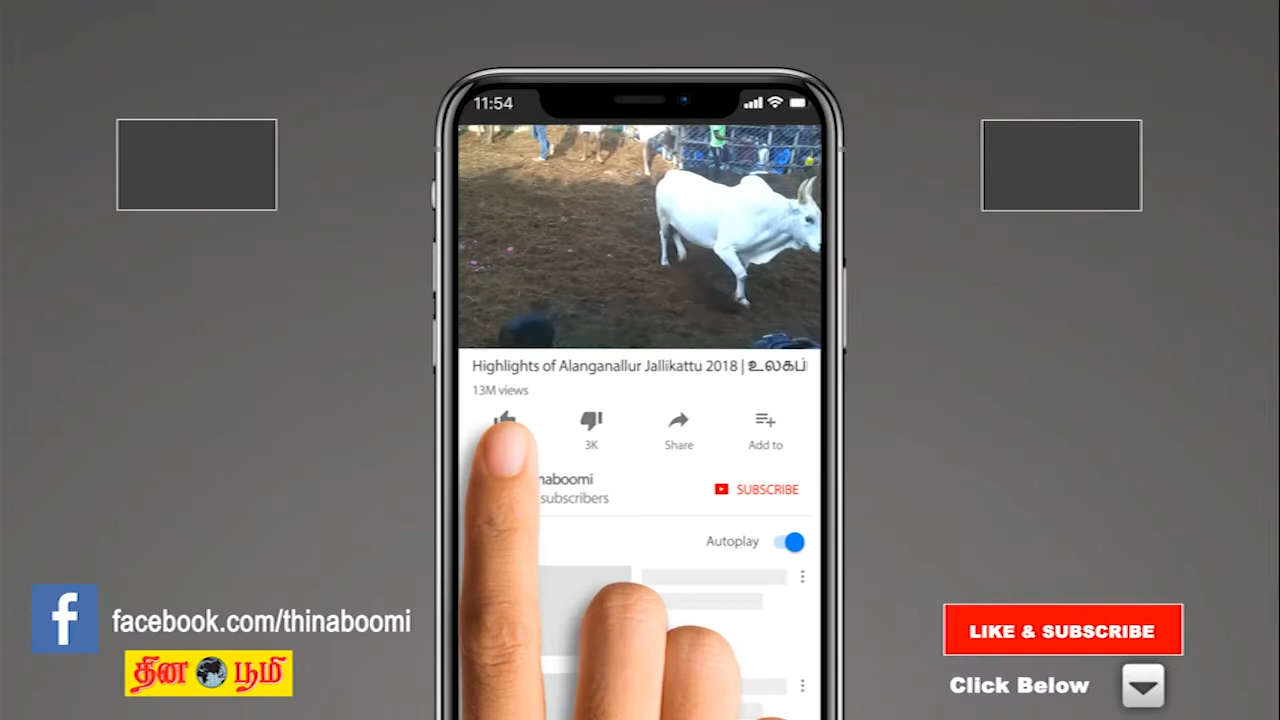 11:54
Highlights of Alanganallur Jallikattu 2018 | உலகப்
13M views
3K
Share
Add to
SUBSCRIBE
subscribers
Autoplay
facebook.com/thinaboomi
தின பூமி
LIKE & SUBSCRIBE
Click Below